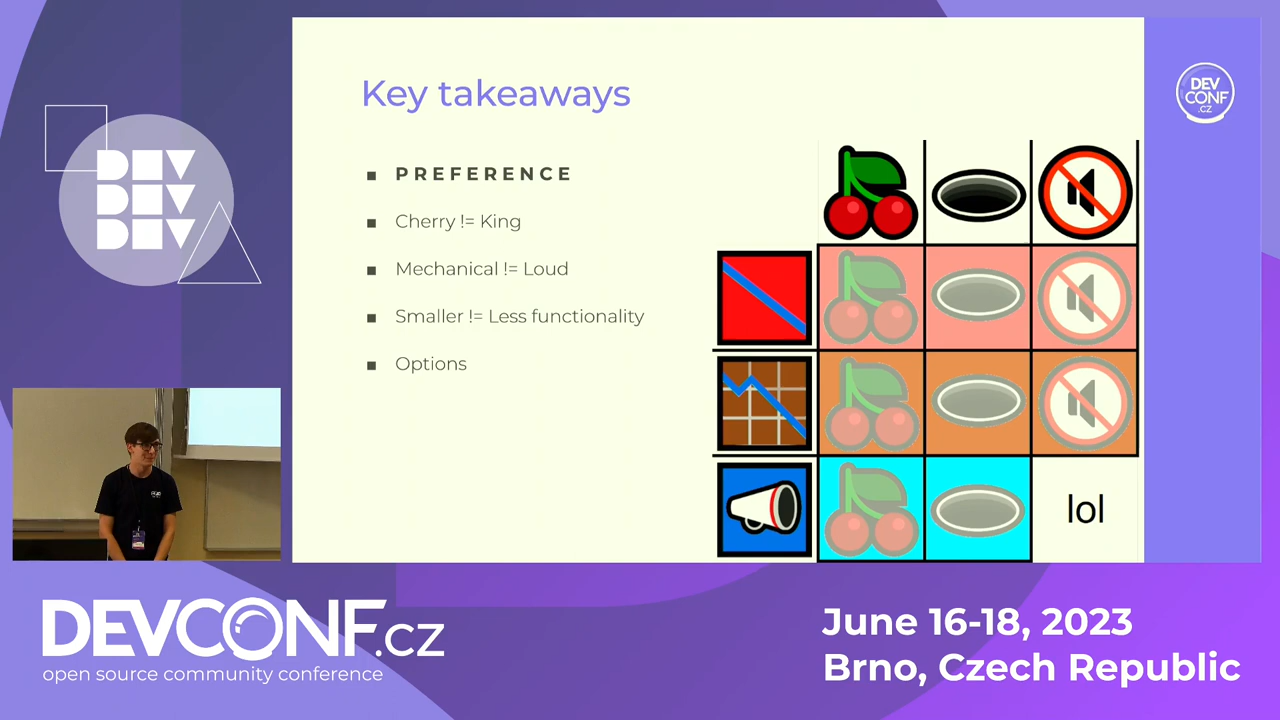 Key takeaways
PREFERENCE
Cherry != King
Mechanical != Loud
Smaller != Less functionality
Options
lol
DEV
CONF
.CZ
DEV
DEV
DEV
DEVCONF.CZ
open source community conference
June 16-18, 2023
Brno, Czech Republic